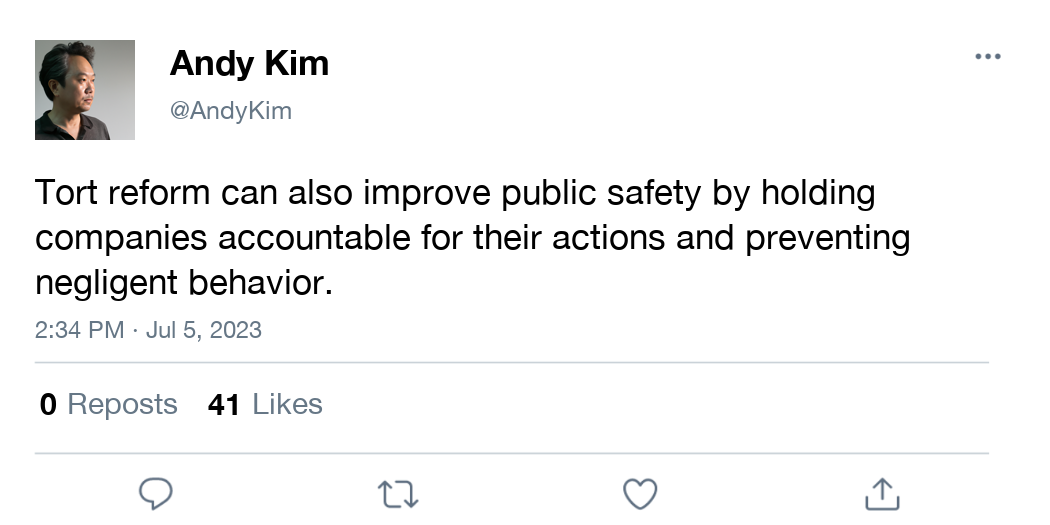 Andy Kim
@AndyKim
Tort reform can also improve public safety by holding
companies accountable for their actions and preventing
negligent behavior.
2:34 PM · Jul 5, 2023
0 Reposts 41 Likes